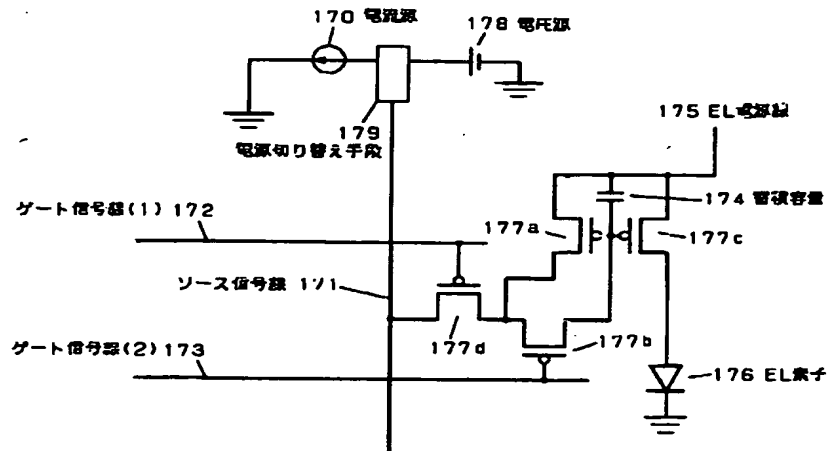 170 電流源
178 電圧源
179
電源切り替え手段
175 EL電源線
174 蓄積容量
177a
177c
ゲート信号線(1) 172
ソース信号線 171
177d
177b
ゲート信号線(2) 173
176 EL素子